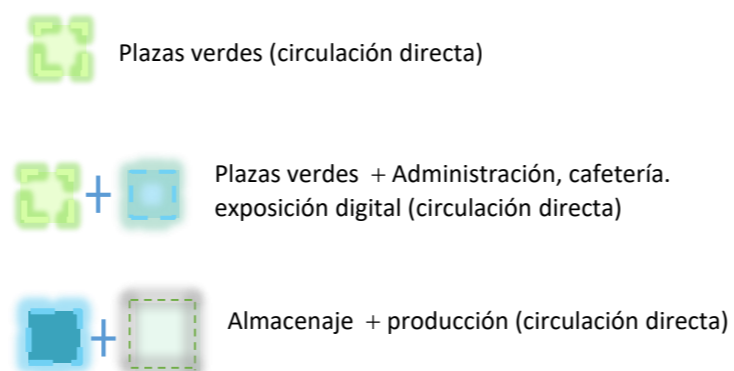 Plazas verdes (circulación directa)
Plazas verdes + Administración, cafetería.
exposición digital (circulación directa)
Almacenaje + producción (circulación directa)